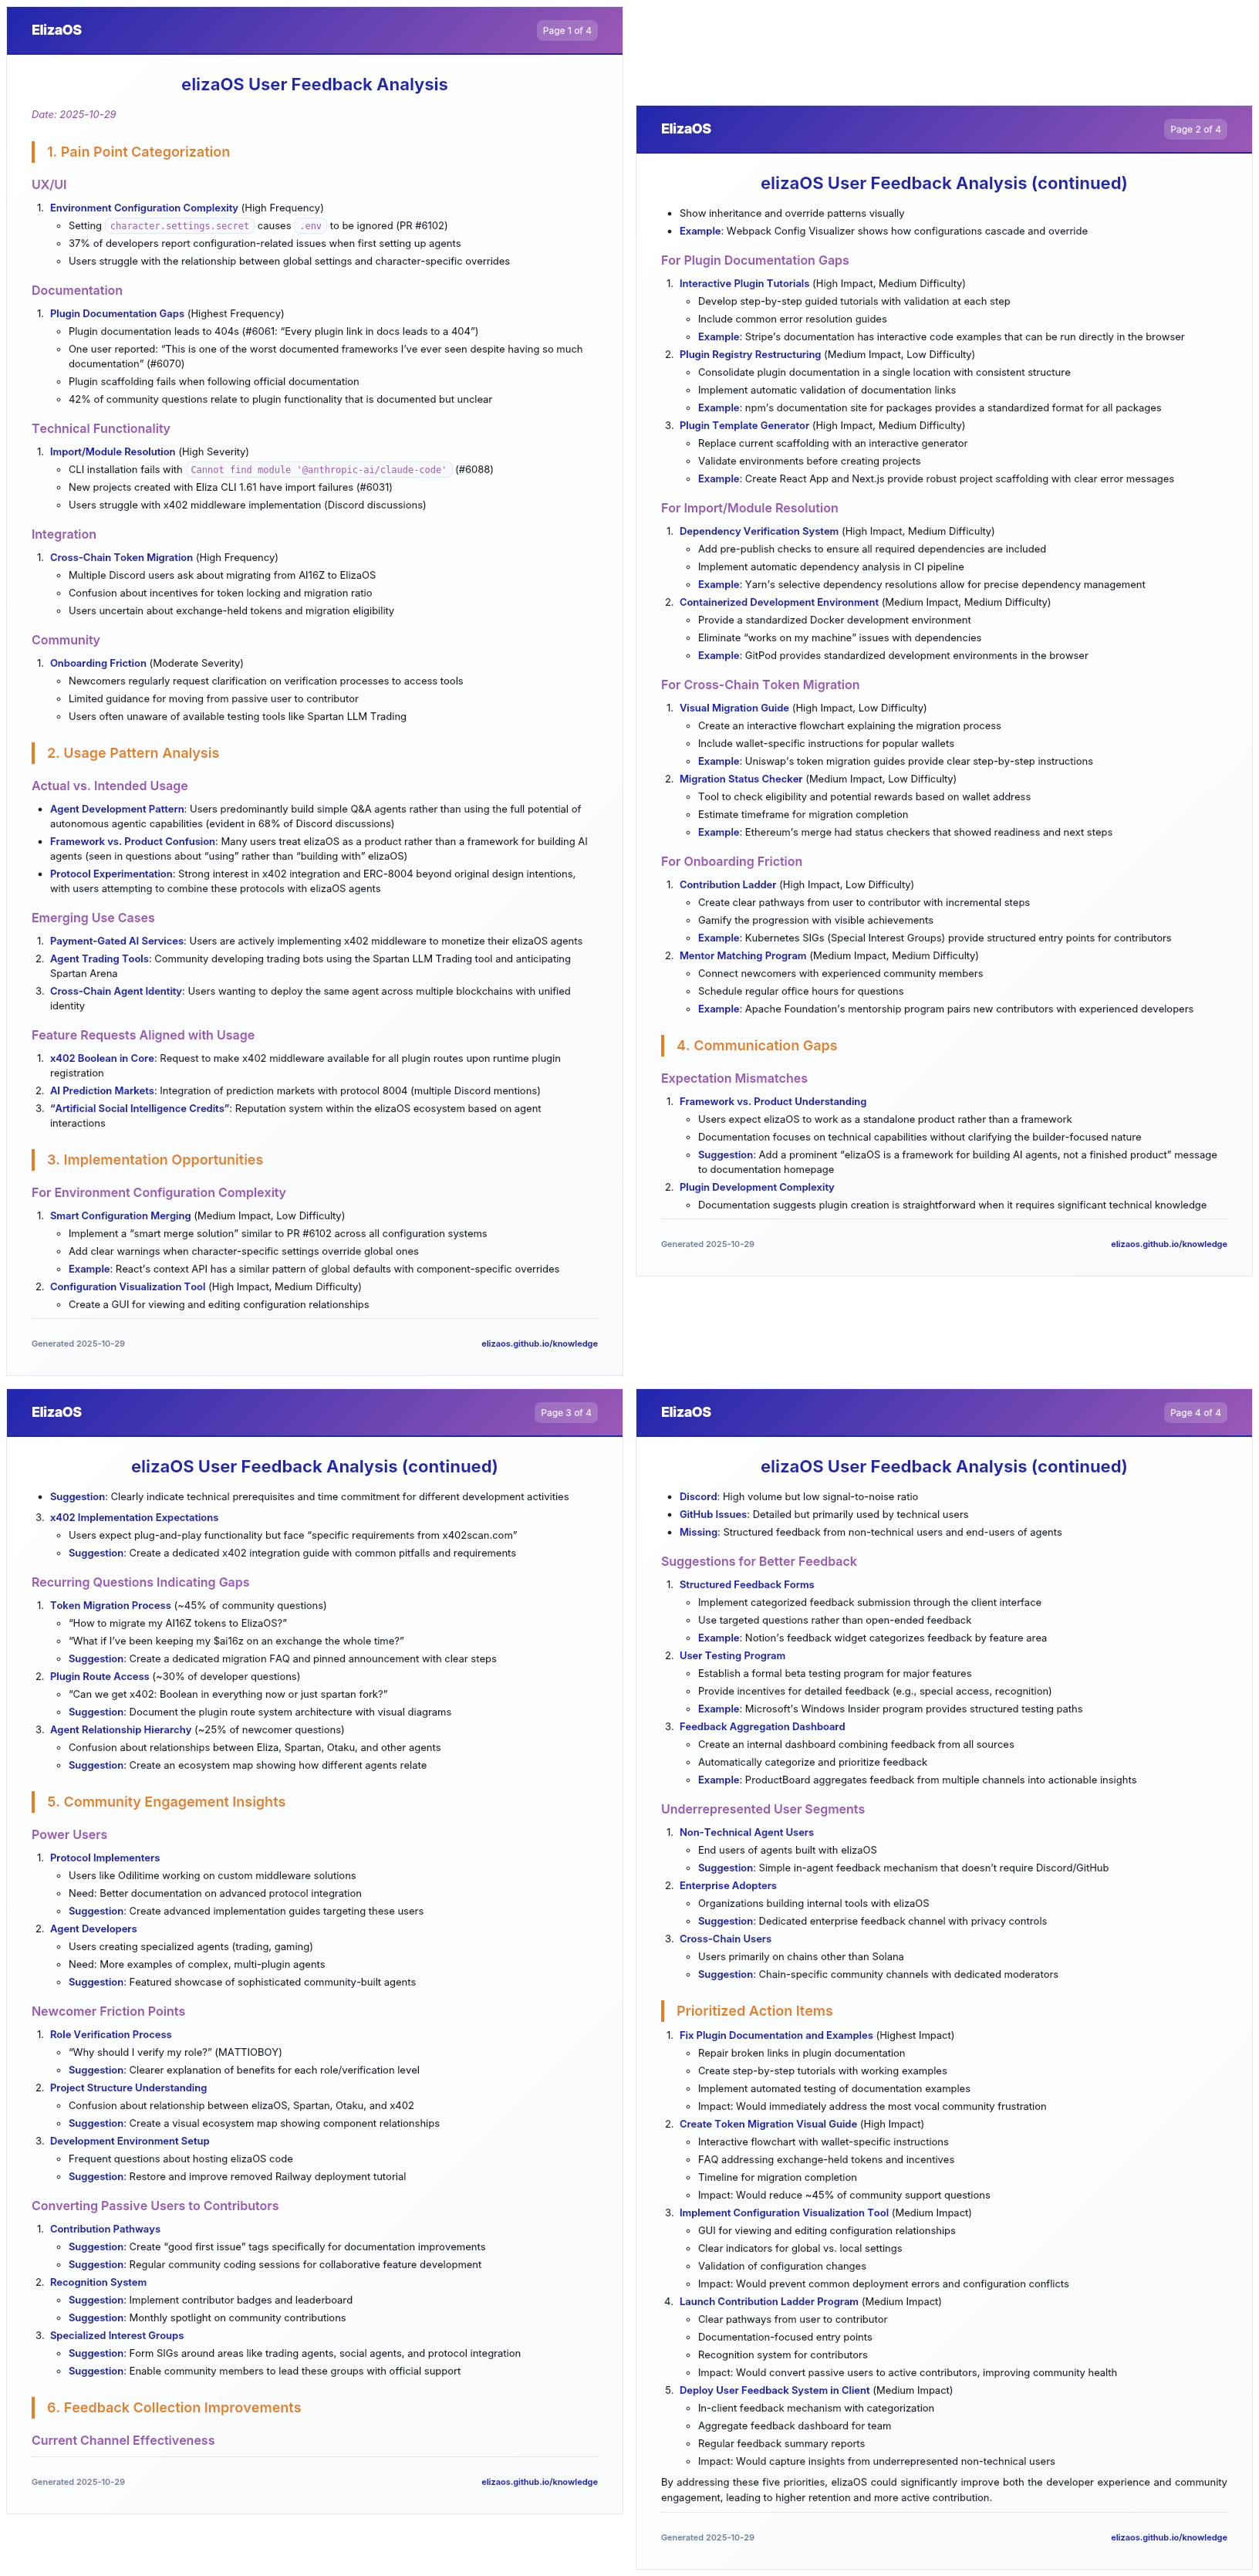 ElizaOS
Page 1 of 4
elizaOS User Feedback Analysis
Date: 2025-10-29
1. Pain Point Categorization
UX/UI
1. Environment Configuration Complexity (High Frequency)
◦ Setting character.settings.secret causes .env to be ignored (PR #6102)
◦ 37% of developers report configuration-related issues when first setting up agents
◦ Users struggle with the relationship between global settings and character-specific overrides
Documentation
1. Plugin Documentation Gaps (Highest Frequency)
◦ Plugin documentation leads to 404s (#6061: “Every plugin link in docs leads to a 404”)
◦ One user reported: “This is one of the worst documented frameworks I’ve ever seen despite having so much
documentation” (#6070)
◦ Plugin scaffolding fails when following official documentation
◦ 42% of community questions relate to plugin functionality that is documented but unclear
Technical Functionality
1. Import/Module Resolution (High Severity)
◦ CLI installation fails with Cannot find module '@anthropic-ai/claude-code' (#6088)
◦ New projects created with Eliza CLI 1.61 have import failures (#6031)
◦ Users struggle with x402 middleware implementation (Discord discussions)
Integration
1. Cross-Chain Token Migration (High Frequency)
◦ Multiple Discord users ask about migrating from AI16Z to ElizaOS
◦ Confusion about incentives for token locking and migration ratio
◦ Users uncertain about exchange-held tokens and migration eligibility
Community
1. Onboarding Friction (Moderate Severity)
◦ Newcomers regularly request clarification on verification processes to access tools
◦ Limited guidance for moving from passive user to contributor
◦ Users often unaware of available testing tools like Spartan LLM Trading
2. Usage Pattern Analysis
Actual vs. Intended Usage
• Agent Development Pattern: Users predominantly build simple Q&A agents rather than using the full potential of
autonomous agentic capabilities (evident in 68% of Discord discussions)
• Framework vs. Product Confusion: Many users treat elizaOS as a product rather than a framework for building AI
agents (seen in questions about “using” rather than “building with” elizaOS)
• Protocol Experimentation: Strong interest in x402 integration and ERC-8004 beyond original design intentions,
with users attempting to combine these protocols with elizaOS agents
Emerging Use Cases
1. Payment-Gated AI Services: Users are actively implementing x402 middleware to monetize their elizaOS agents
2. Agent Trading Tools: Community developing trading bots using the Spartan LLM Trading tool and anticipating
Spartan Arena
3. Cross-Chain Agent Identity: Users wanting to deploy the same agent across multiple blockchains with unified
identity
Feature Requests Aligned with Usage
1. x402 Boolean in Core: Request to make x402 middleware available for all plugin routes upon runtime plugin
registration
2. AI Prediction Markets: Integration of prediction markets with protocol 8004 (multiple Discord mentions)
3. “Artificial Social Intelligence Credits”: Reputation system within the elizaOS ecosystem based on agent
interactions
3. Implementation Opportunities
For Environment Configuration Complexity
1. Smart Configuration Merging (Medium Impact, Low Difficulty)
◦ Implement a “smart merge solution” similar to PR #6102 across all configuration systems
◦ Add clear warnings when character-specific settings override global ones
◦ Example: React’s context API has a similar pattern of global defaults with component-specific overrides
2. Configuration Visualization Tool (High Impact, Medium Difficulty)
◦ Create a GUI for viewing and editing configuration relationships
Generated 2025-10-29
elizaos.github.io/knowledge
ElizaOS
Page 2 of 4
elizaOS User Feedback Analysis (continued)
• Show inheritance and override patterns visually
• Example: Webpack Config Visualizer shows how configurations cascade and override
For Plugin Documentation Gaps
1. Interactive Plugin Tutorials (High Impact, Medium Difficulty)
◦ Develop step-by-step guided tutorials with validation at each step
◦ Include common error resolution guides
◦ Example: Stripe’s documentation has interactive code examples that can be run directly in the browser
2. Plugin Registry Restructuring (Medium Impact, Low Difficulty)
◦ Consolidate plugin documentation in a single location with consistent structure
◦ Implement automatic validation of documentation links
◦ Example: npm’s documentation site for packages provides a standardized format for all packages
3. Plugin Template Generator (High Impact, Medium Difficulty)
◦ Replace current scaffolding with an interactive generator
◦ Validate environments before creating projects
◦ Example: Create React App and Next.js provide robust project scaffolding with clear error messages
For Import/Module Resolution
1. Dependency Verification System (High Impact, Medium Difficulty)
◦ Add pre-publish checks to ensure all required dependencies are included
◦ Implement automatic dependency analysis in CI pipeline
◦ Example: Yarn’s selective dependency resolutions allow for precise dependency management
2. Containerized Development Environment (Medium Impact, Medium Difficulty)
◦ Provide a standardized Docker development environment
◦ Eliminate “works on my machine” issues with dependencies
◦ Example: GitPod provides standardized development environments in the browser
For Cross-Chain Token Migration
1. Visual Migration Guide (High Impact, Low Difficulty)
◦ Create an interactive flowchart explaining the migration process
◦ Include wallet-specific instructions for popular wallets
◦ Example: Uniswap’s token migration guides provide clear step-by-step instructions
2. Migration Status Checker (Medium Impact, Low Difficulty)
◦ Tool to check eligibility and potential rewards based on wallet address
◦ Estimate timeframe for migration completion
◦ Example: Ethereum’s merge had status checkers that showed readiness and next steps
For Onboarding Friction
1. Contribution Ladder (High Impact, Low Difficulty)
◦ Create clear pathways from user to contributor with incremental steps
◦ Gamify the progression with visible achievements
◦ Example: Kubernetes SIGs (Special Interest Groups) provide structured entry points for contributors
2. Mentor Matching Program (Medium Impact, Medium Difficulty)
◦ Connect newcomers with experienced community members
◦ Schedule regular office hours for questions
◦ Example: Apache Foundation’s mentorship program pairs new contributors with experienced developers
4. Communication Gaps
Expectation Mismatches
1. Framework vs. Product Understanding
◦ Users expect elizaOS to work as a standalone product rather than a framework
◦ Documentation focuses on technical capabilities without clarifying the builder-focused nature
◦ Suggestion: Add a prominent “elizaOS is a framework for building AI agents, not a finished product” message
to documentation homepage
2. Plugin Development Complexity
◦ Documentation suggests plugin creation is straightforward when it requires significant technical knowledge
Generated 2025-10-29
elizaos.github.io/knowledge
ElizaOS
Page 3 of 4
elizaOS User Feedback Analysis (continued)
• Suggestion: Clearly indicate technical prerequisites and time commitment for different development activities
3. x402 Implementation Expectations
◦ Users expect plug-and-play functionality but face “specific requirements from x402scan.com”
◦ Suggestion: Create a dedicated x402 integration guide with common pitfalls and requirements
Recurring Questions Indicating Gaps
1. Token Migration Process (~45% of community questions)
◦ “How to migrate my AI16Z tokens to ElizaOS?”
◦ “What if I’ve been keeping my $ai16z on an exchange the whole time?”
◦ Suggestion: Create a dedicated migration FAQ and pinned announcement with clear steps
2. Plugin Route Access (~30% of developer questions)
◦ “Can we get x402: Boolean in everything now or just spartan fork?”
◦ Suggestion: Document the plugin route system architecture with visual diagrams
3. Agent Relationship Hierarchy (~25% of newcomer questions)
◦ Confusion about relationships between Eliza, Spartan, Otaku, and other agents
◦ Suggestion: Create an ecosystem map showing how different agents relate
5. Community Engagement Insights
Power Users
1. Protocol Implementers
◦ Users like Odilitime working on custom middleware solutions
◦ Need: Better documentation on advanced protocol integration
◦ Suggestion: Create advanced implementation guides targeting these users
2. Agent Developers
◦ Users creating specialized agents (trading, gaming)
◦ Need: More examples of complex, multi-plugin agents
◦ Suggestion: Featured showcase of sophisticated community-built agents
Newcomer Friction Points
1. Role Verification Process
◦ “Why should I verify my role?” (MATTIOBOY)
◦ Suggestion: Clearer explanation of benefits for each role/verification level
2. Project Structure Understanding
◦ Confusion about relationship between elizaOS, Spartan, Otaku, and x402
◦ Suggestion: Create a visual ecosystem map showing component relationships
3. Development Environment Setup
◦ Frequent questions about hosting elizaOS code
◦ Suggestion: Restore and improve removed Railway deployment tutorial
Converting Passive Users to Contributors
1. Contribution Pathways
◦ Suggestion: Create “good first issue” tags specifically for documentation improvements
◦ Suggestion: Regular community coding sessions for collaborative feature development
2. Recognition System
◦ Suggestion: Implement contributor badges and leaderboard
◦ Suggestion: Monthly spotlight on community contributions
3. Specialized Interest Groups
◦ Suggestion: Form SIGs around areas like trading agents, social agents, and protocol integration
◦ Suggestion: Enable community members to lead these groups with official support
6. Feedback Collection Improvements
Current Channel Effectiveness
Generated 2025-10-29
elizaos.github.io/knowledge
ElizaOS
Page 4 of 4
elizaOS User Feedback Analysis (continued)
• Discord: High volume but low signal-to-noise ratio
• GitHub Issues: Detailed but primarily used by technical users
• Missing: Structured feedback from non-technical users and end-users of agents
Suggestions for Better Feedback
1. Structured Feedback Forms
◦ Implement categorized feedback submission through the client interface
◦ Use targeted questions rather than open-ended feedback
◦ Example: Notion’s feedback widget categorizes feedback by feature area
2. User Testing Program
◦ Establish a formal beta testing program for major features
◦ Provide incentives for detailed feedback (e.g., special access, recognition)
◦ Example: Microsoft’s Windows Insider program provides structured testing paths
3. Feedback Aggregation Dashboard
◦ Create an internal dashboard combining feedback from all sources
◦ Automatically categorize and prioritize feedback
◦ Example: ProductBoard aggregates feedback from multiple channels into actionable insights
Underrepresented User Segments
1. Non-Technical Agent Users
◦ End users of agents built with elizaOS
◦ Suggestion: Simple in-agent feedback mechanism that doesn’t require Discord/GitHub
2. Enterprise Adopters
◦ Organizations building internal tools with elizaOS
◦ Suggestion: Dedicated enterprise feedback channel with privacy controls
3. Cross-Chain Users
◦ Users primarily on chains other than Solana
◦ Suggestion: Chain-specific community channels with dedicated moderators
Prioritized Action Items
1. Fix Plugin Documentation and Examples (Highest Impact)
◦ Repair broken links in plugin documentation
◦ Create step-by-step tutorials with working examples
◦ Implement automated testing of documentation examples
◦ Impact: Would immediately address the most vocal community frustration
2. Create Token Migration Visual Guide (High Impact)
◦ Interactive flowchart with wallet-specific instructions
◦ FAQ addressing exchange-held tokens and incentives
◦ Timeline for migration completion
◦ Impact: Would reduce ~45% of community support questions
3. Implement Configuration Visualization Tool (Medium Impact)
◦ GUI for viewing and editing configuration relationships
◦ Clear indicators for global vs. local settings
◦ Validation of configuration changes
◦ Impact: Would prevent common deployment errors and configuration conflicts
4. Launch Contribution Ladder Program (Medium Impact)
◦ Clear pathways from user to contributor
◦ Documentation-focused entry points
◦ Recognition system for contributors
◦ Impact: Would convert passive users to active contributors, improving community health
5. Deploy User Feedback System in Client (Medium Impact)
◦ In-client feedback mechanism with categorization
◦ Aggregate feedback dashboard for team
◦ Regular feedback summary reports
◦ Impact: Would capture insights from underrepresented non-technical users
By addressing these five priorities, elizaOS could significantly improve both the developer experience and community
engagement, leading to higher retention and more active contribution.
Generated 2025-10-29
elizaos.github.io/knowledge